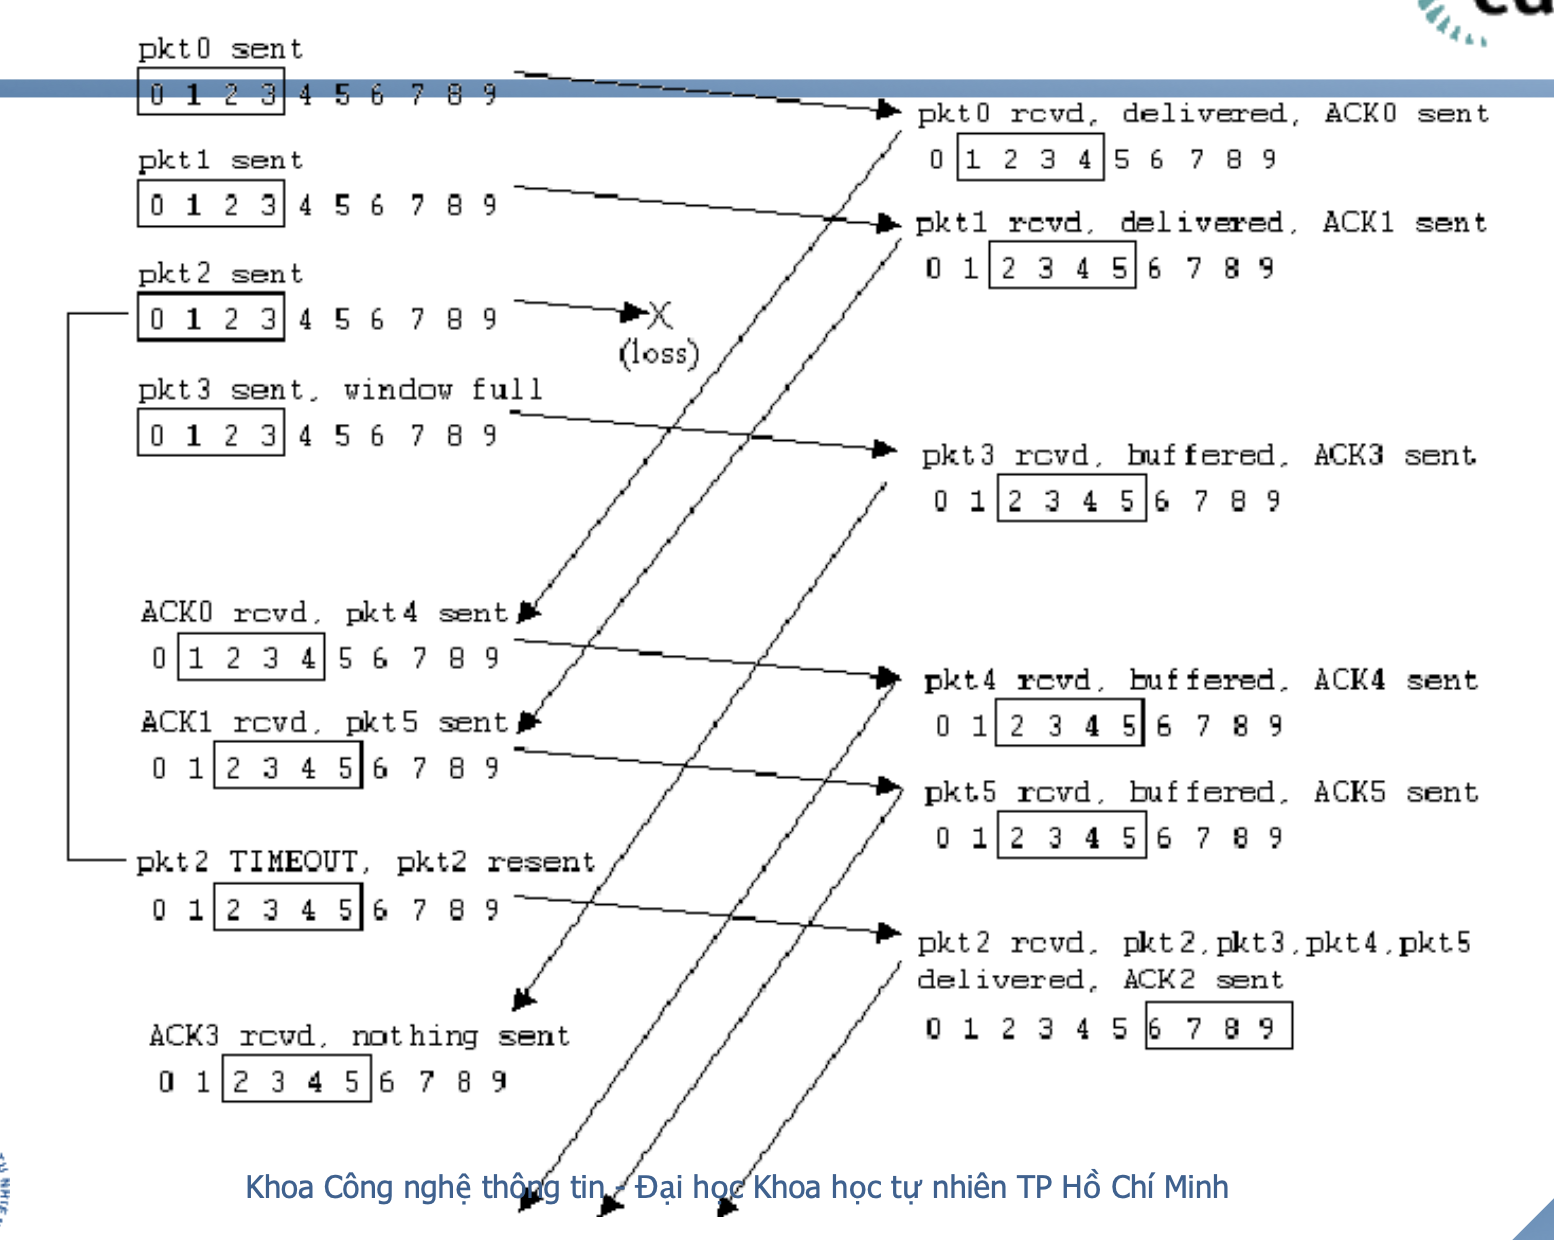 pkt0 sent
0 1 2 3 4 5 6 7 8 9
pkt1 sent
0 1 2 3 4 5 6 7 8 9
pkt2 sent
0 1 2 3 4 5 6 7 8 9
(loss)
pkt3 sent, window full
0 1 2 3 4 5 6 7 8 9
ACK0 rcvd, pkt4 sent
0 1 2 3 4 5 6 7 8 9
ACK1 rcvd, pkt5 sent
0 1 2 3 4 5 6 7 8 9
pkt2 TIMEOUT, pkt2 resent
0 1 2 3 4 5 6 7 8 9
ACK3 rcvd, nothing sent
0 1 2 3 4 5 6 7 8 9
pkt0 rcvd, delivered, ACK0 sent
0 1 2 3 4 5 6 7 8 9
pkt1 rcvd, delivered, ACK1 sent
0 1 2 3 4 5 6 7 8 9
pkt3 rcvd, buffered, ACK3 sent
0 1 2 3 4 5 6 7 8 9
pkt4 rcvd, buffered, ACK4 sent
0 1 2 3 4 5 6 7 8 9
pkt5 rcvd, buffered, ACK5 sent
0 1 2 3 4 5 6 7 8 9
pkt2 rcvd, pkt2,pkt3,pkt4,pkt5
delivered, ACK2 sent
0 1 2 3 4 5 6 7 8 9
Khoa Công nghệ thông tin - Đại học Khoa học tự nhiên TP Hồ Chí Minh